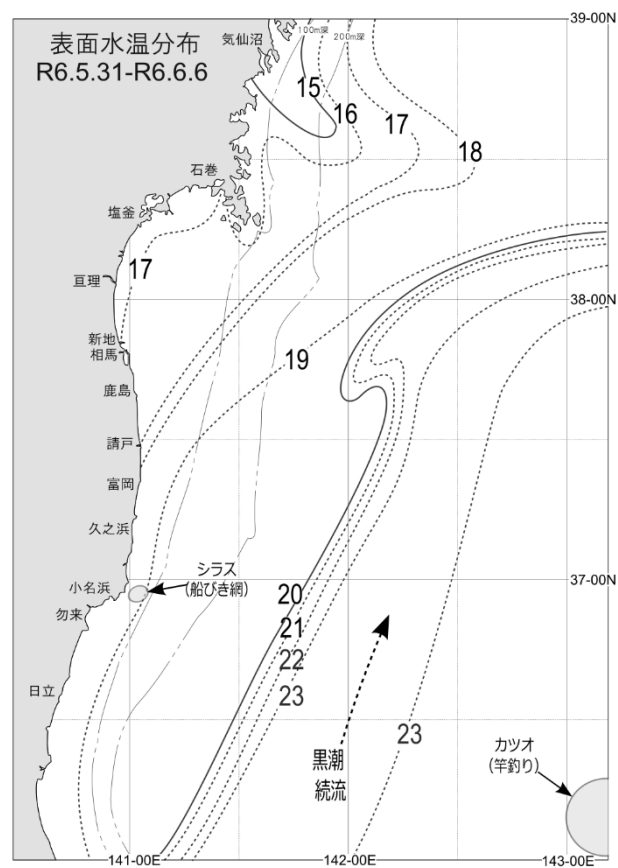 表面水温分布
R6.5.31-R6.6.6
39-00N
気仙沼
100m深
200m深
15
16
17
18
石巻
塩釜
17
亘理
38-00N
新地
相馬
19
鹿島
請戸
富岡
久之浜
シラス
(船びき網)
37-00N
小名浜
勿来
20
21
22
23
日立
23
黒潮
続流
カツオ
(竿釣り)
141-00E
142-00E
143-00E